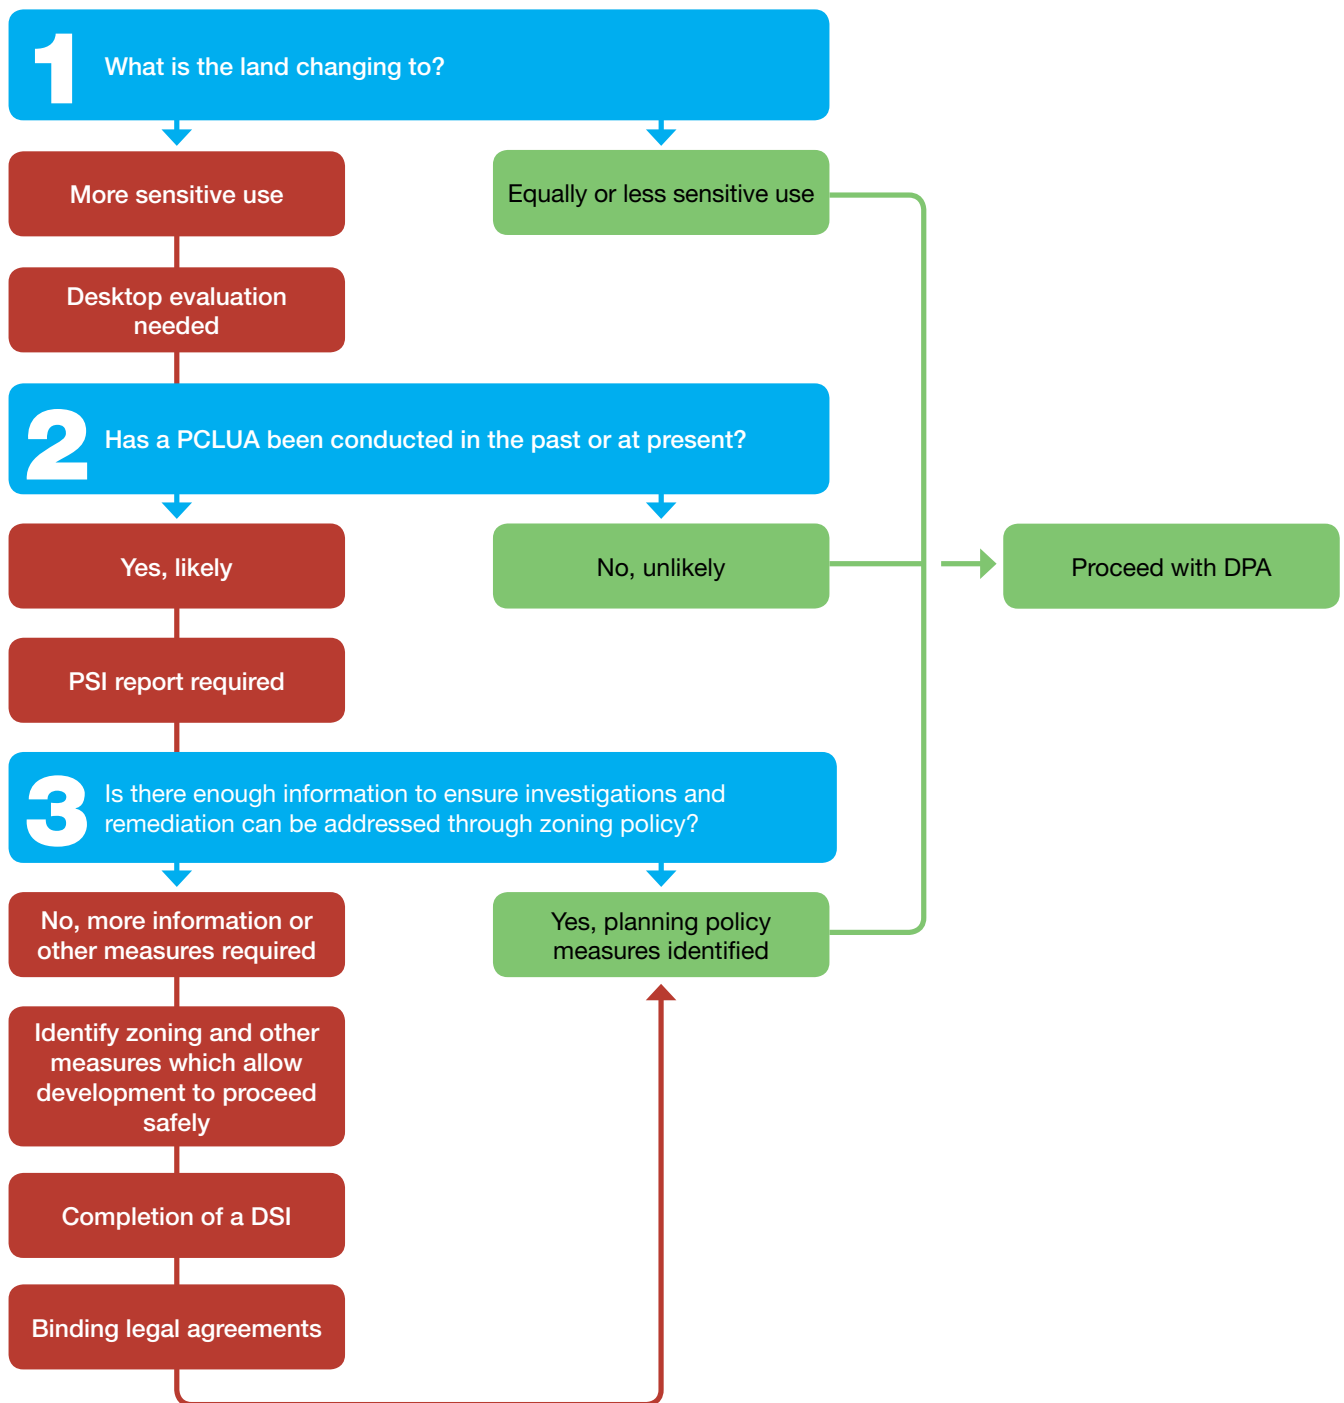 1
What is the land changing to?
More sensitive use
Equally or less sensitive use
Desktop evaluation
needed
2
Has a PCLUA been conducted in the past or at present?
Yes, likely
No, unlikely
Proceed with DPA
PSI report required
3
Is there enough information to ensure investigations and
remediation can be addressed through zoning policy?
No, more information or
other measures required
Yes, planning policy
measures identified
Identify zoning and other
measures which allow
development to proceed
safely
Completion of a DSI
Binding legal agreements